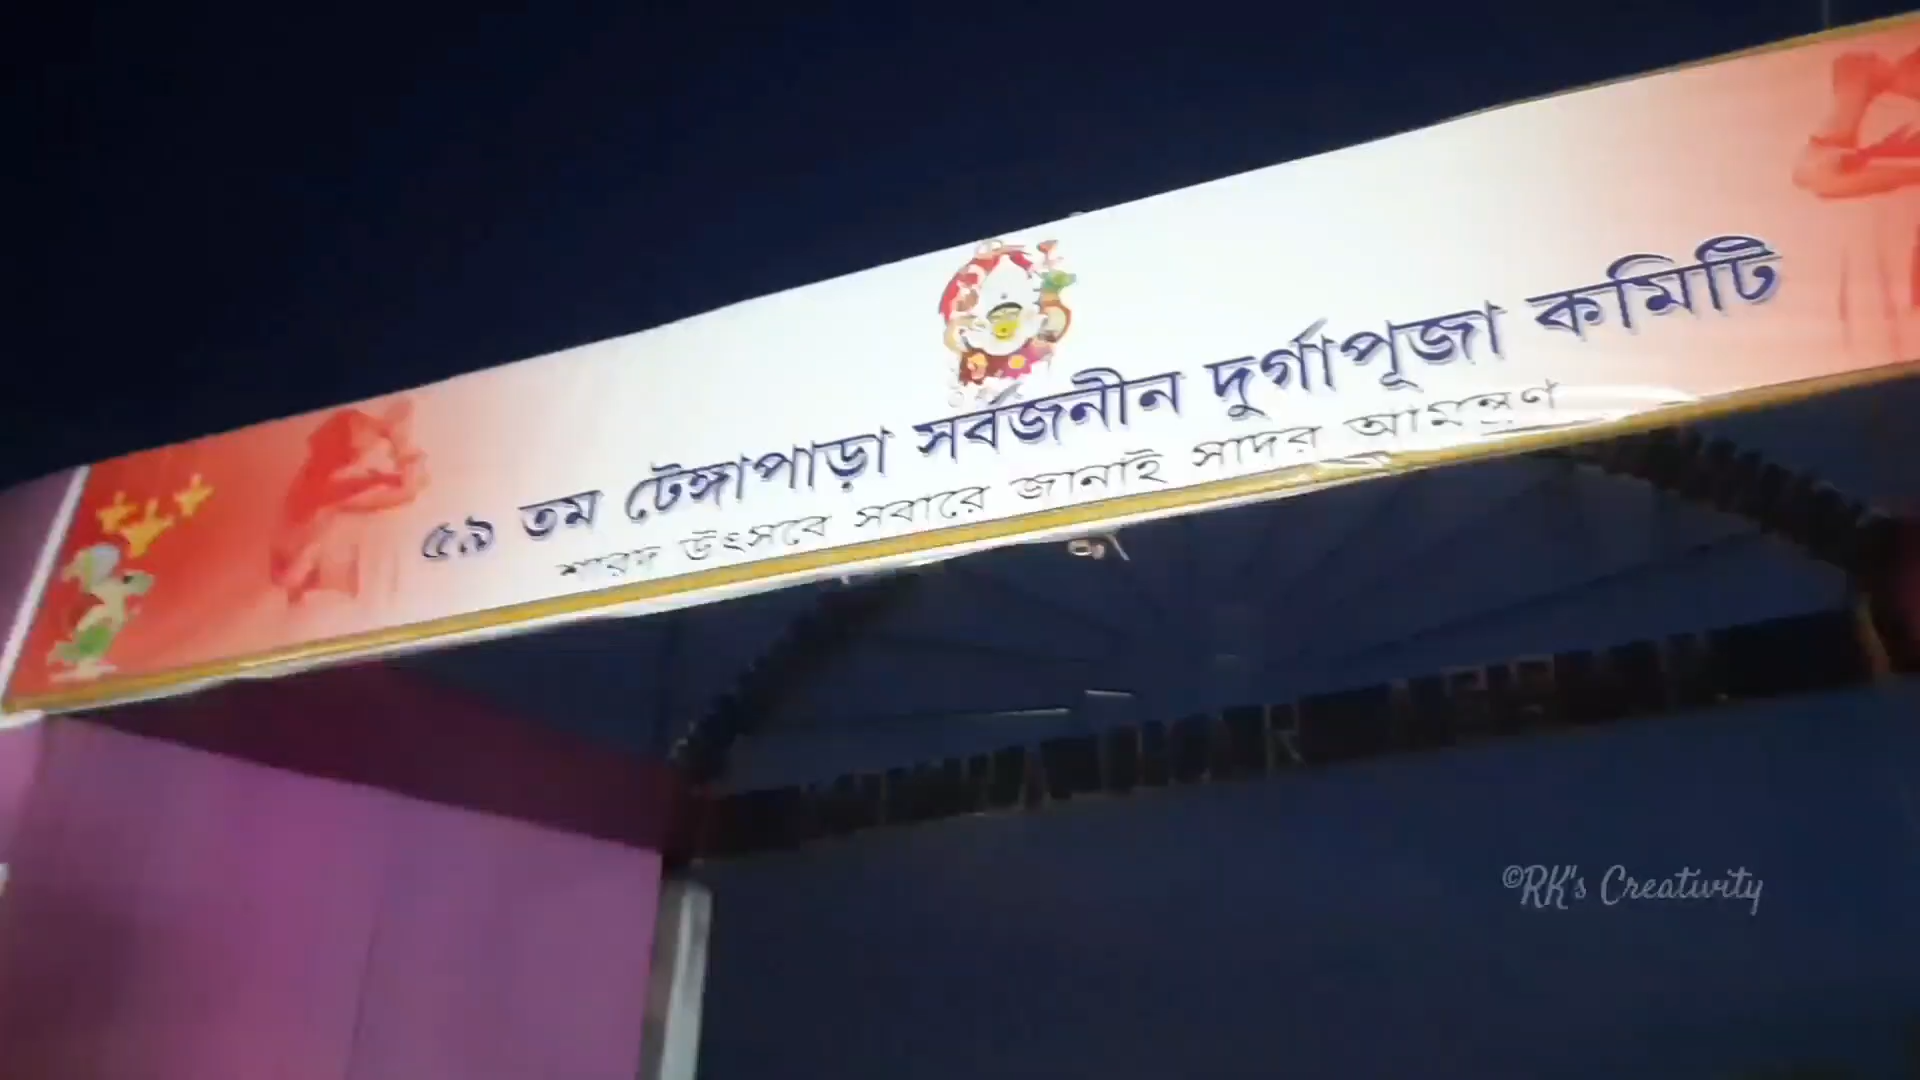 ৫৯ তম টেঙ্গাপাড়া সর্বজনীন দুর্গাপূজা কমিটি
শারদ উৎসবে সবারে জানাই সাদর আমন্ত্রণ
©RK's Creativity